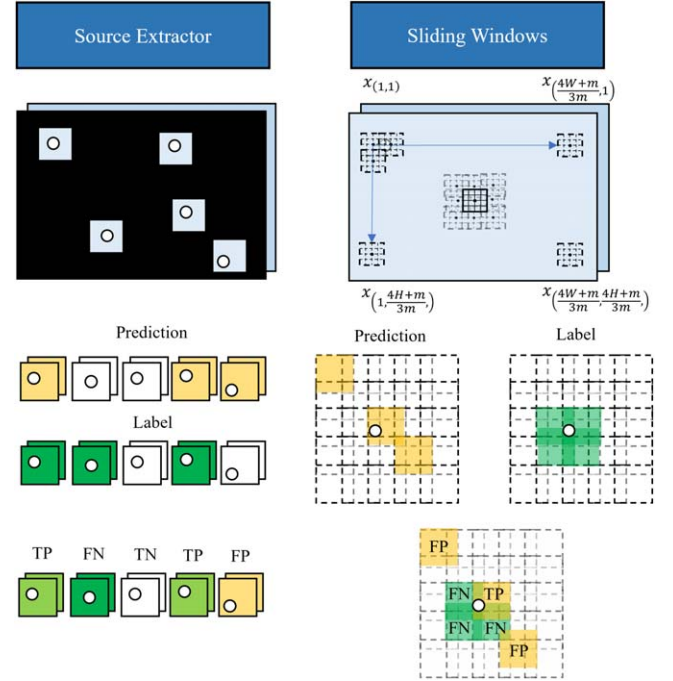 Source Extractor
Sliding Windows
x(1,1)
x(4W+m/3m,1)
x(1,4H+m/3m,)
x(4W+m/3m,4H+m/3m,)
Prediction
Prediction
Label
Label
TP FN TN TP FP
FP
FN TP
FN FN
FP